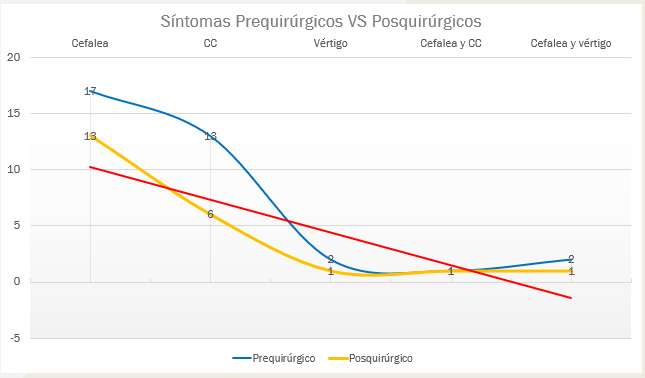 Síntomas Prequirúrgicos VS Posquirúrgicos
Cefalea CC Vértigo Cefalea y CC Cefalea y vértigo
20
17
15
13 13
10
6
5
2 2
1 1 1
0
-5
Prequirúrgico Posquirúrgico